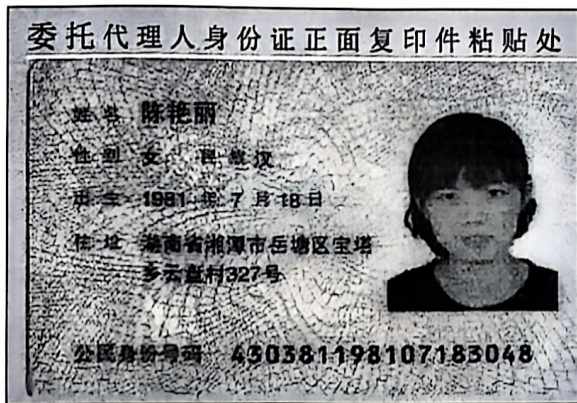 委托代理人身份证正面复印件粘贴处
姓名 陈艳丽
性别 女 民族 汉
出生 1981 年 7 月 18 日
住址 湖南省湘潭市岳塘区宝塔
乡云盘村327号
公民身份号码 430381198107183048